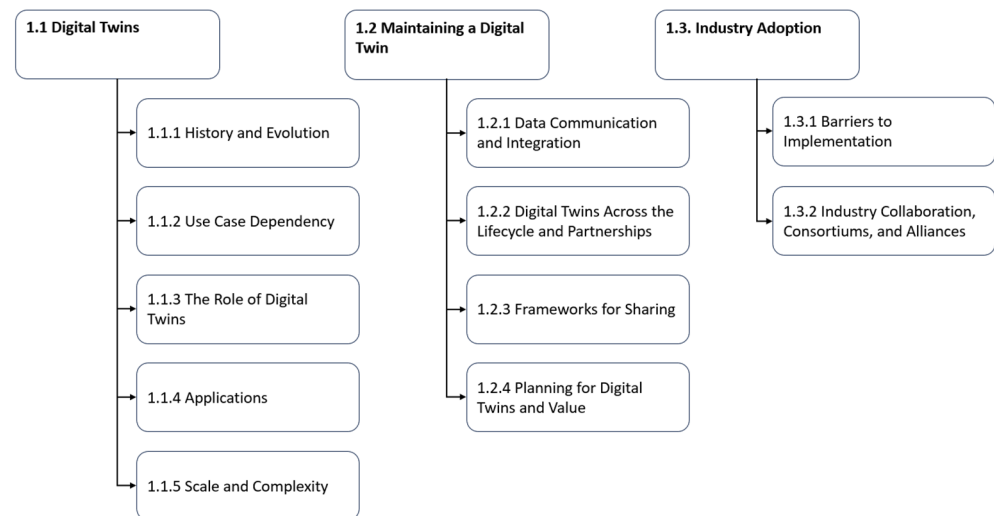 1.1 Digital Twins
1.1.1 History and Evolution
1.1.2 Use Case Dependency
1.1.3 The Role of Digital
Twins
1.1.4 Applications
1.1.5 Scale and Complexity
1.2 Maintaining a Digital
Twin
1.2.1 Data Communication
and Integration
1.2.2 Digital Twins Across the
Lifecycle and Partnerships
1.2.3 Frameworks for Sharing
1.2.4 Planning for Digital
Twins and Value
1.3. Industry Adoption
1.3.1 Barriers to
Implementation
1.3.2 Industry Collaboration,
Consortiums, and Alliances